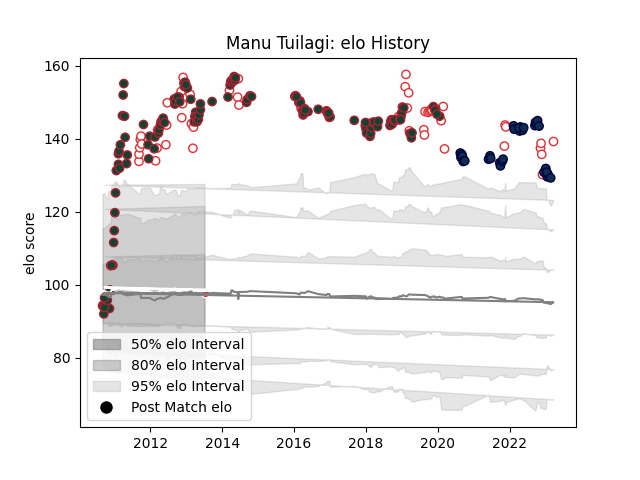 Manu Tuilagi: elo History
elo score
160
140
120
100
80
50% elo Interval
80% elo Interval
95% elo Interval
Post Match elo
2012
2014
2016
2018
2020
2022